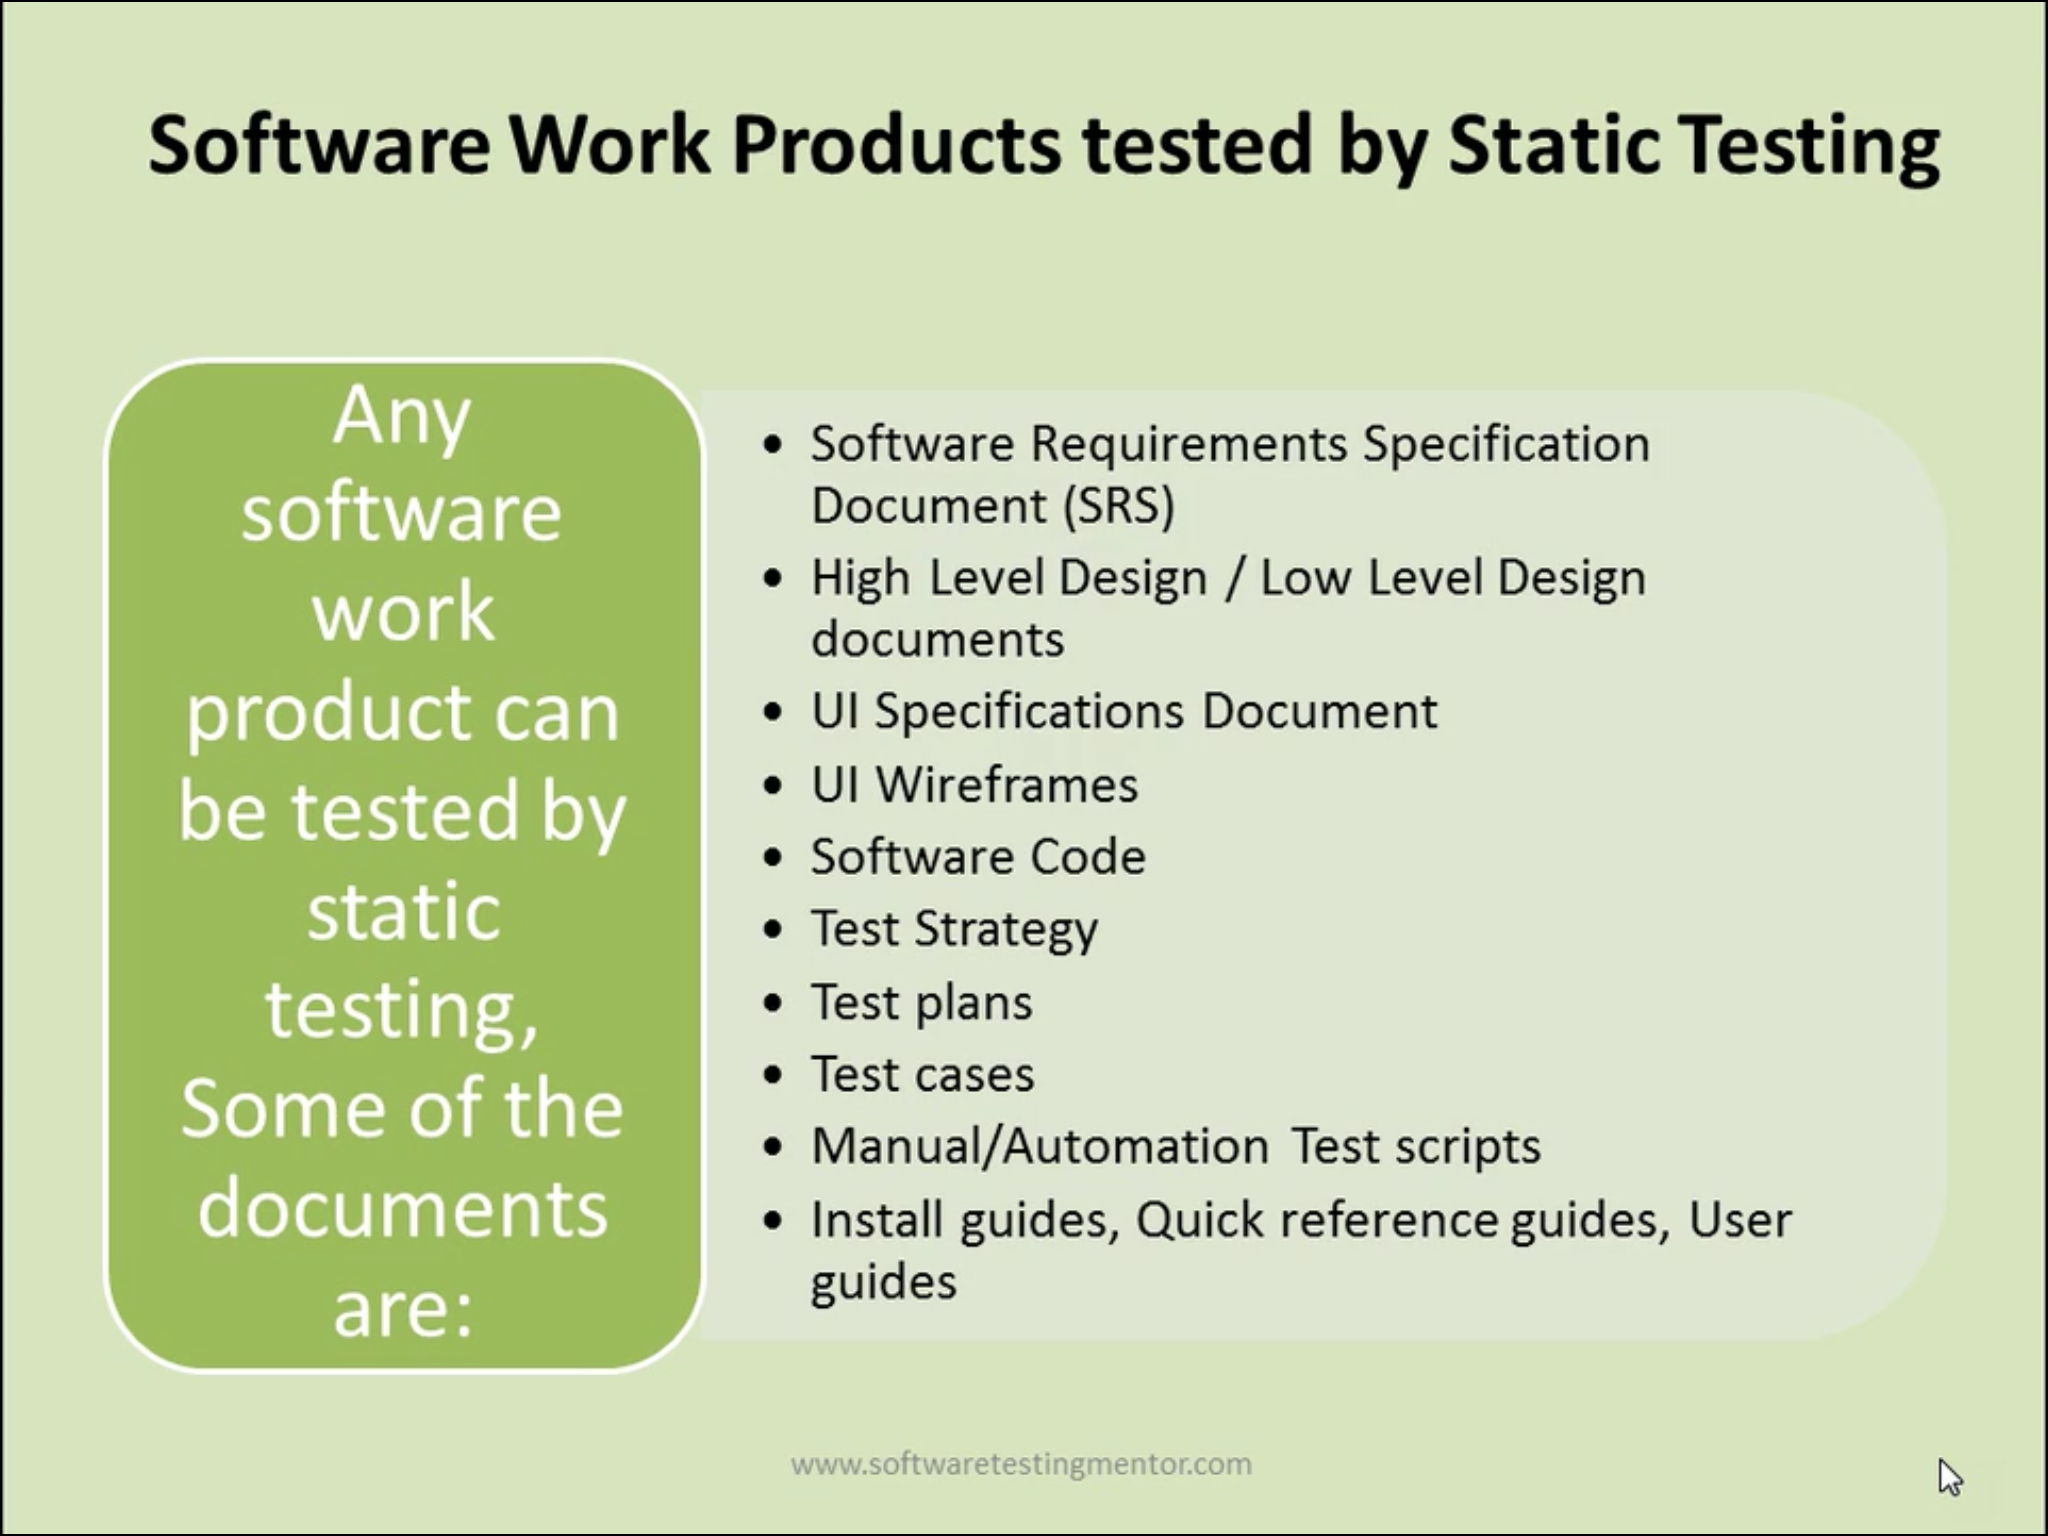 Software Work Products tested by Static Testing
Any
software
work
product can
be tested by
static
testing,
Some of the
documents
are:
• Software Requirements Specification
Document (SRS)
• High Level Design / Low Level Design
documents
• UI Specifications Document
• UI Wireframes
• Software Code
• Test Strategy
• Test plans
• Test cases
• Manual/Automation Test scripts
• Install guides, Quick reference guides, User
guides
www.softwaretestingmentor.com